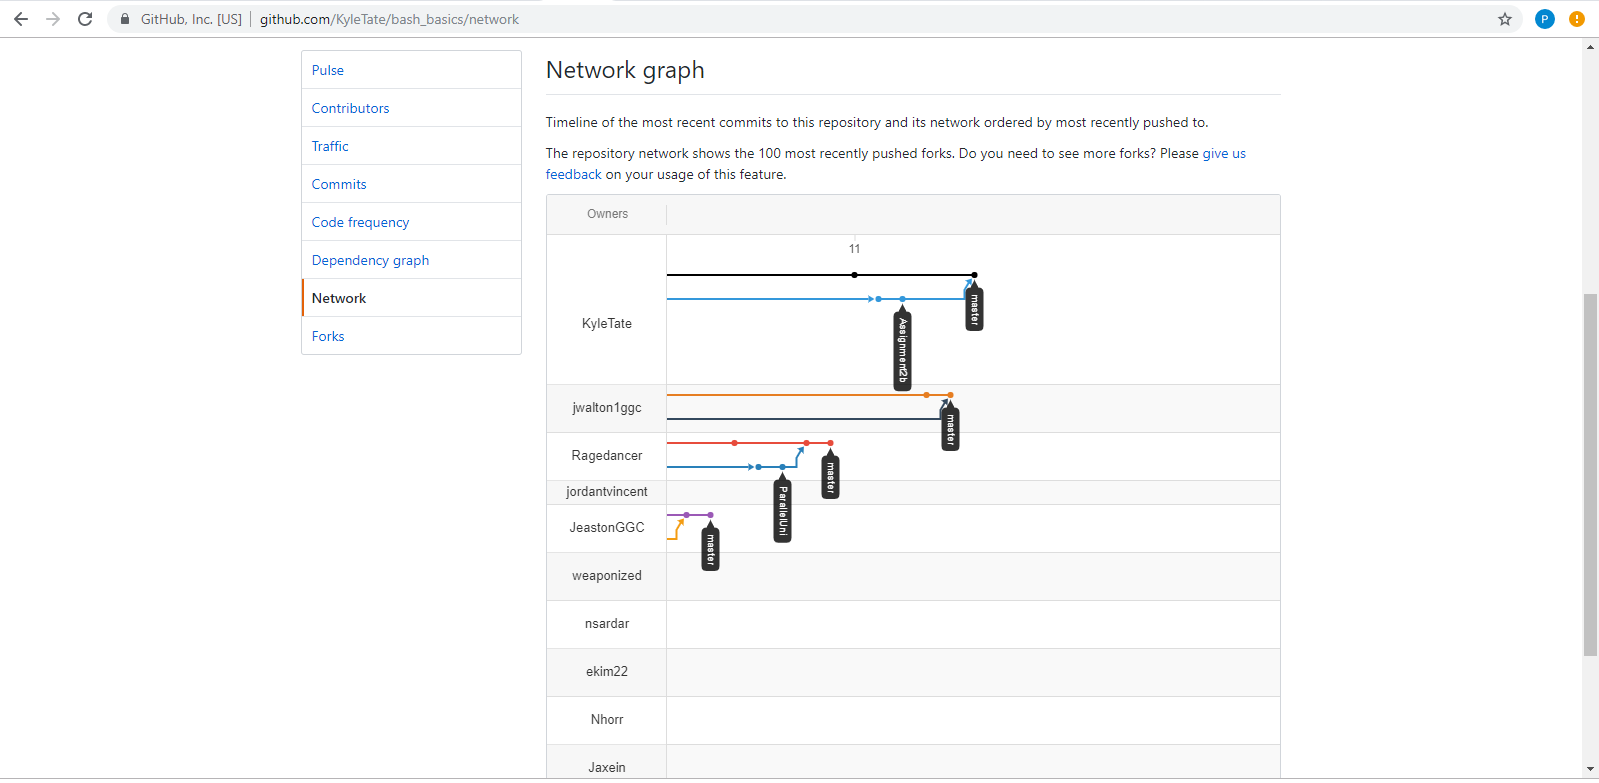 GitHub, Inc. [US] | github.com/KyleTate/bash_basics/network
P
Pulse
Contributors
Traffic
Commits
Code frequency
Dependency graph
Network
Forks
Network graph
Timeline of the most recent commits to this repository and its network ordered by most recently pushed to.
The repository network shows the 100 most recently pushed forks. Do you need to see more forks? Please give us
feedback on your usage of this feature.
Owners
11
KyleTate
master
Assignment2b
jwalton1ggc
master
Ragedancer
master
ParallelUni
jordantvincent
JeastonGGC
master
weaponized
nsardar
ekim22
Nhorr
Jaxein